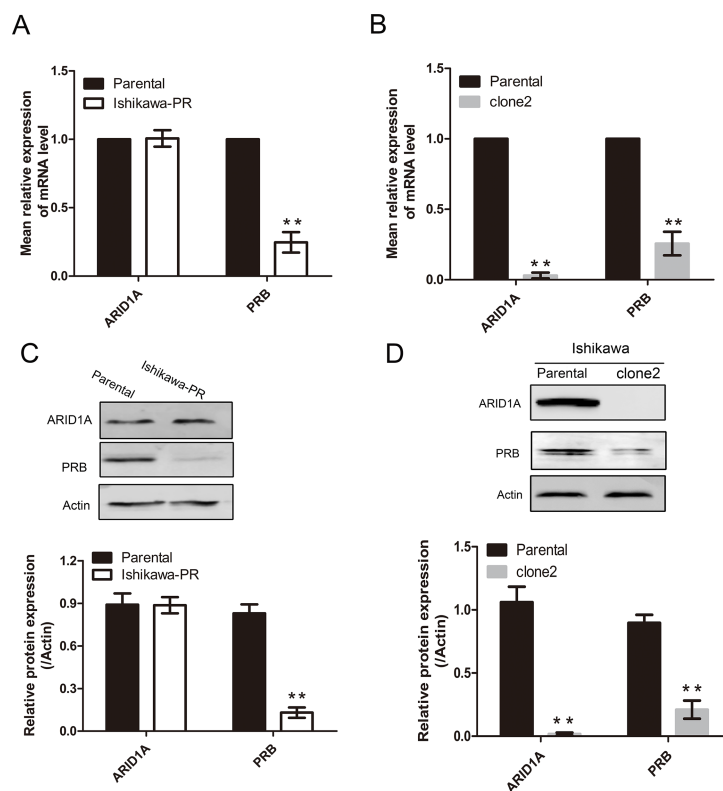 A
Mean relative expression
of mRNA level
1.5
1.0
0.5
0.0
Parental
Ishikawa-PR
**
ARID1A
PRB
B
Mean relative expression
of mRNA level
1.5
1.0
0.5
0.0
Parental
clone2
**
**
ARID1A
PRB
C
Parental
Ishikawa-PR
ARID1A
PRB
Actin
Relative protein expression
(/Actin)
1.2
0.9
0.6
0.3
0.0
Parental
Ishikawa-PR
**
ARID1A
PRB
D
Ishikawa
Parental
clone2
ARID1A
PRB
Actin
Relative protein expression
(/Actin)
1.5
1.0
0.5
0.0
Parental
clone2
**
**
ARID1A
PRB